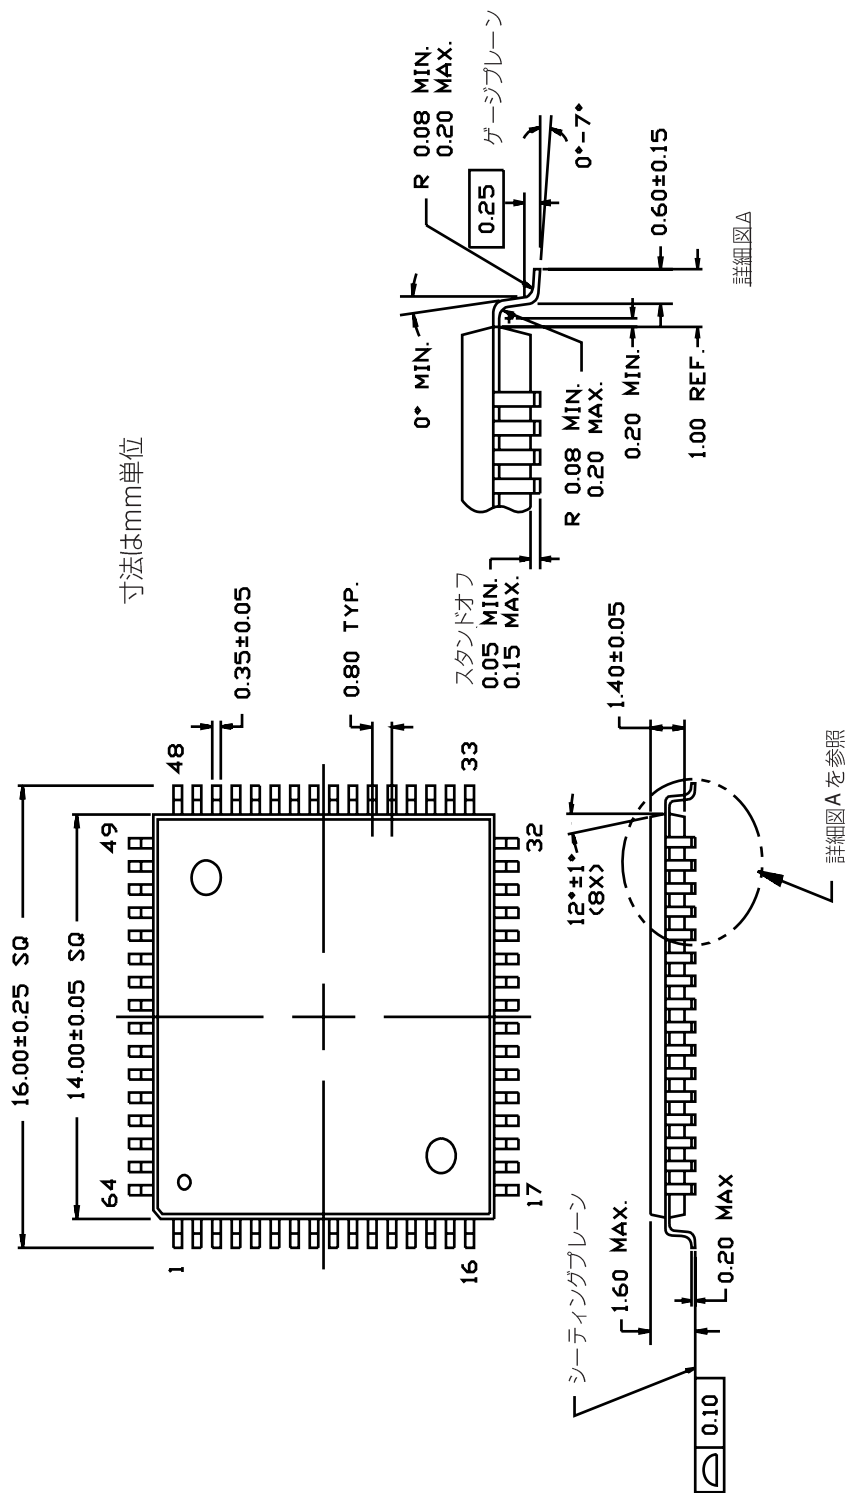 寸法はmm単位
16.00±0.25 SQ
14.00±0.05 SQ
64
49
1
48
16
33
17
32
0.35±0.05
0.80 TYP.
シーティングプレーン
1.60 MAX.
0.20 MAX
0.10
12°±1°
(8X)
1.40±0.05
詳細図Aを参照
スタンドオフ
0.05 MIN.
0.15 MAX.
0° MIN.
R 0.08 MIN.
0.20 MAX.
0.25
ゲージプレーン
0°-7°
R 0.08 MIN.
0.20 MAX.
0.20 MIN.
0.60±0.15
1.00 REF.
詳細図A